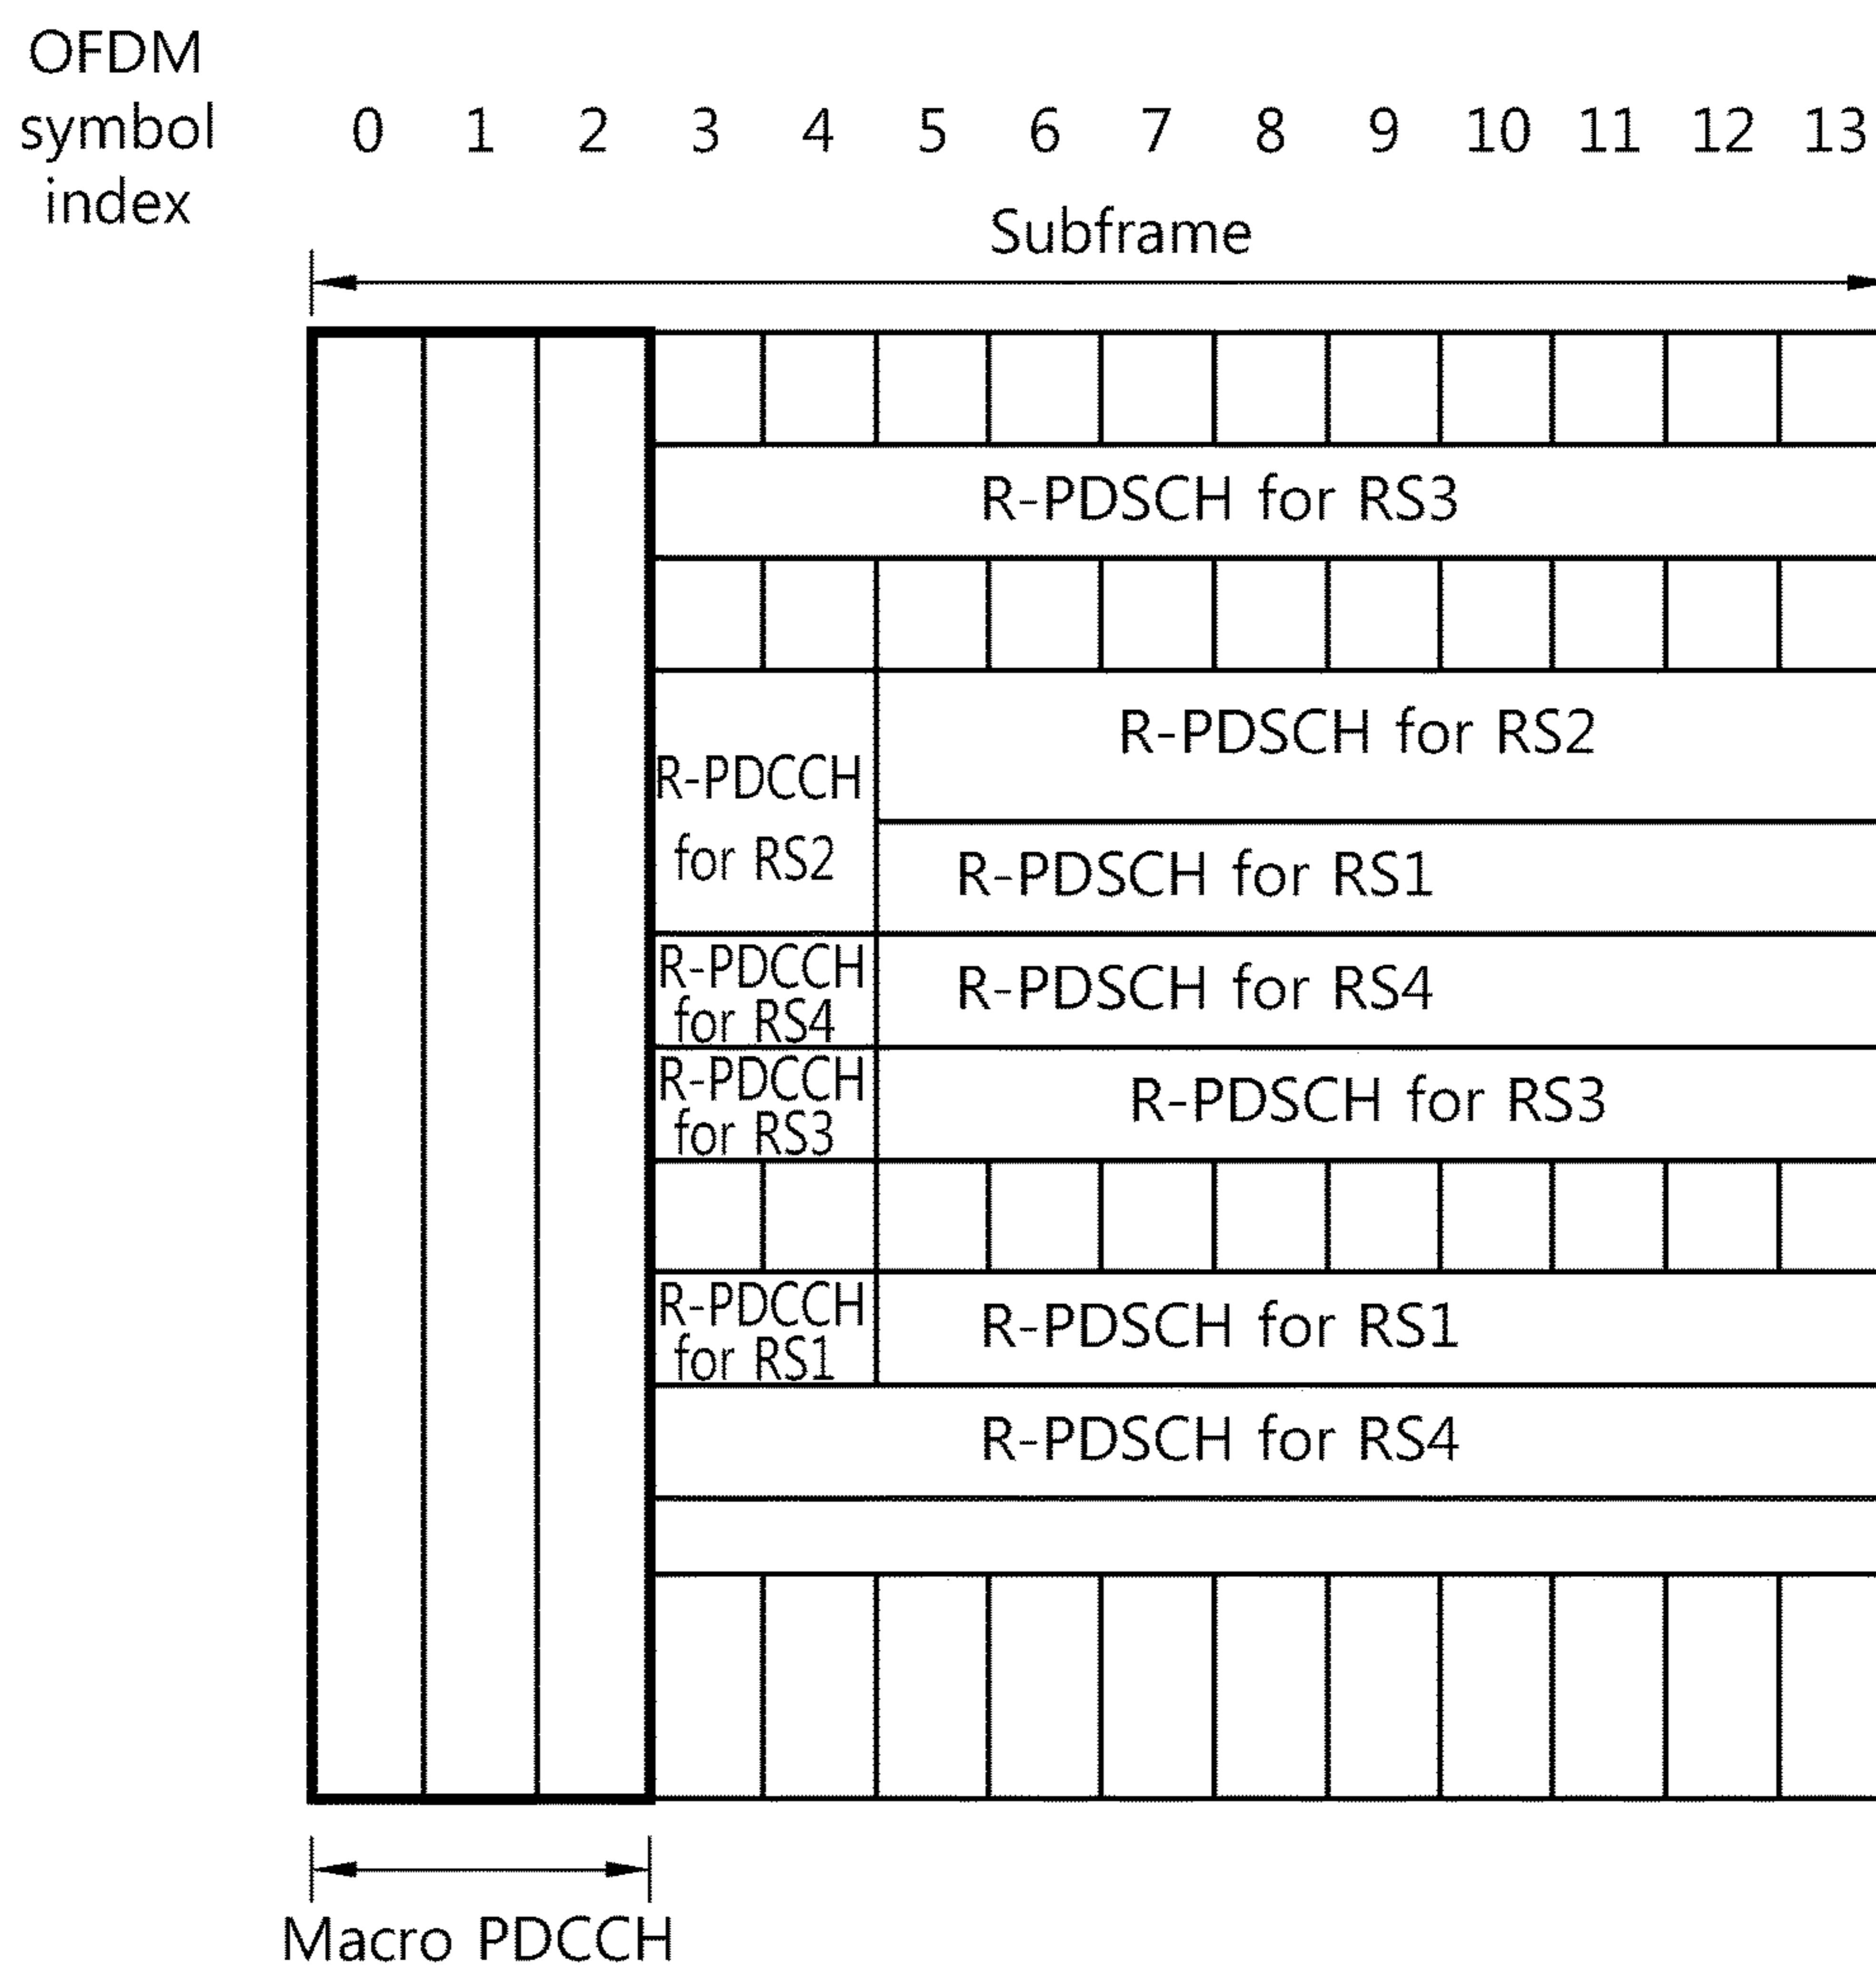 OFDM
symbol
index
0 1 2 3 4 5 6 7 8 9 10 11 12 13
Subframe
R-PDSCH for RS3
R-PDSCH for RS2
R-PDCCH
for RS2
R-PDSCH for RS1
R-PDCCH
for RS4
R-PDSCH for RS4
R-PDCCH
for RS3
R-PDSCH for RS3
R-PDCCH
for RS1
R-PDSCH for RS1
R-PDSCH for RS4
Macro PDCCH